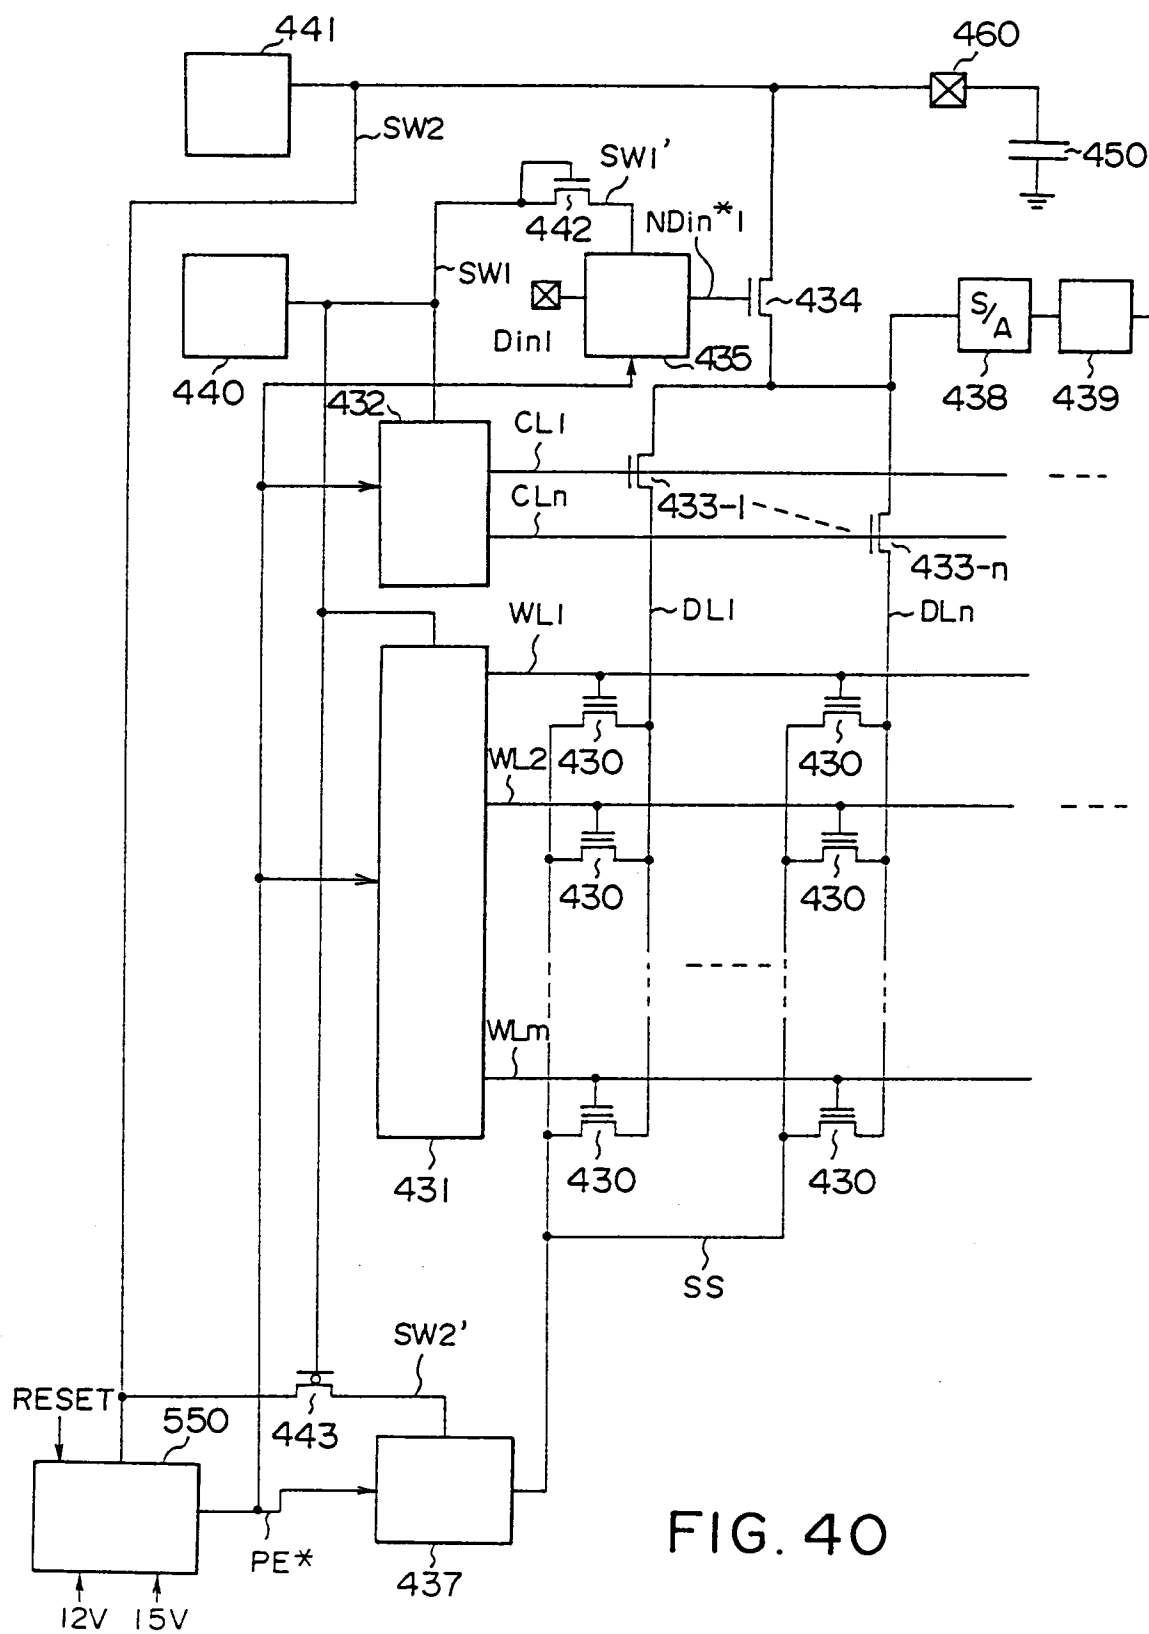 441
460
SW2
450
SW1'
442
NDin*1
SW1
434
S/A
Din1
435
440
432
438
439
CL1
433-1
CLn
433-n
DL1
DLn
WL1
430
430
WL2
430
430
WLm
431
430
430
SS
SW2'
RESET
550
443
PE*
437
12V
15V
FIG. 40